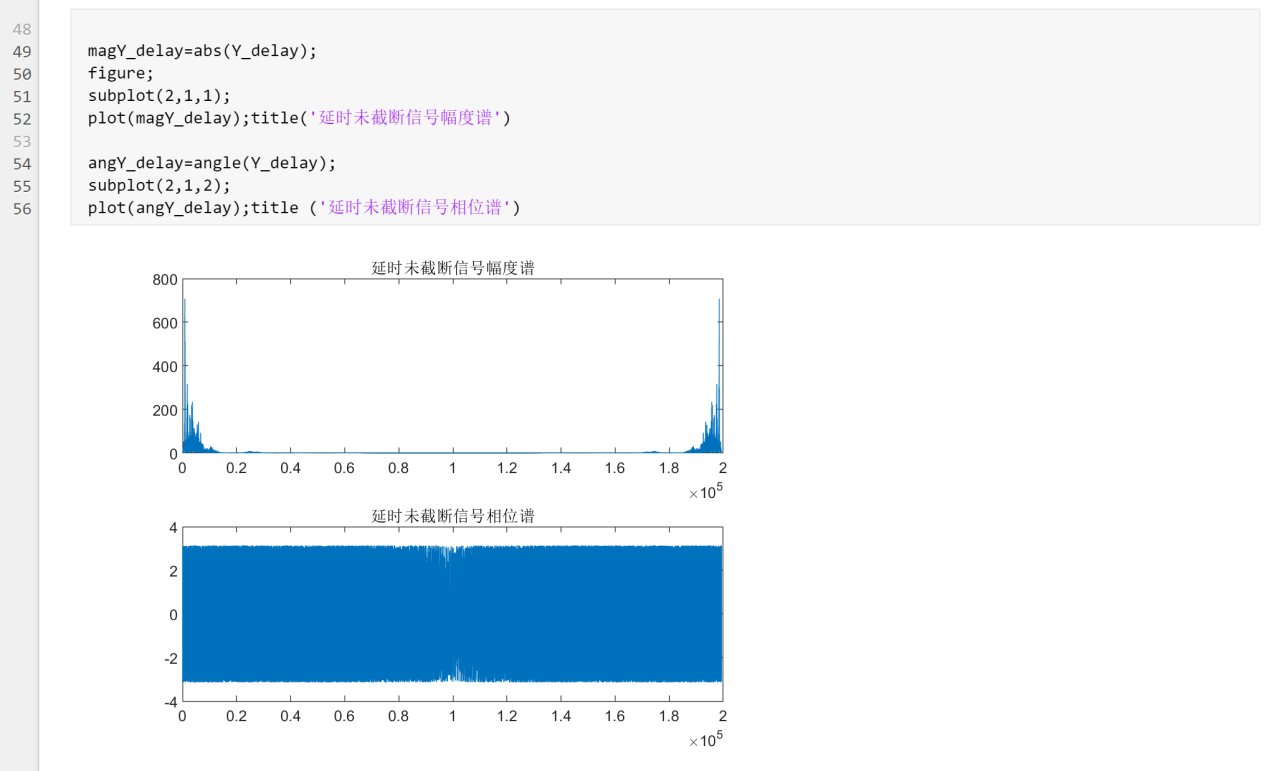 48
49 magY_delay=abs(Y_delay);
50 figure;
51 subplot(2,1,1);
52 plot(magY_delay);title('延时未截断信号幅度谱')
53
54 angY_delay=angle(Y_delay);
55 subplot(2,1,2);
56 plot(angY_delay);title ('延时未截断信号相位谱')
延时未截断信号幅度谱
800
600
400
200
0
0 0.2 0.4 0.6 0.8 1 1.2 1.4 1.6 1.8 2
×10^5
延时未截断信号相位谱
4
2
0
-2
-4
0 0.2 0.4 0.6 0.8 1 1.2 1.4 1.6 1.8 2
×10^5